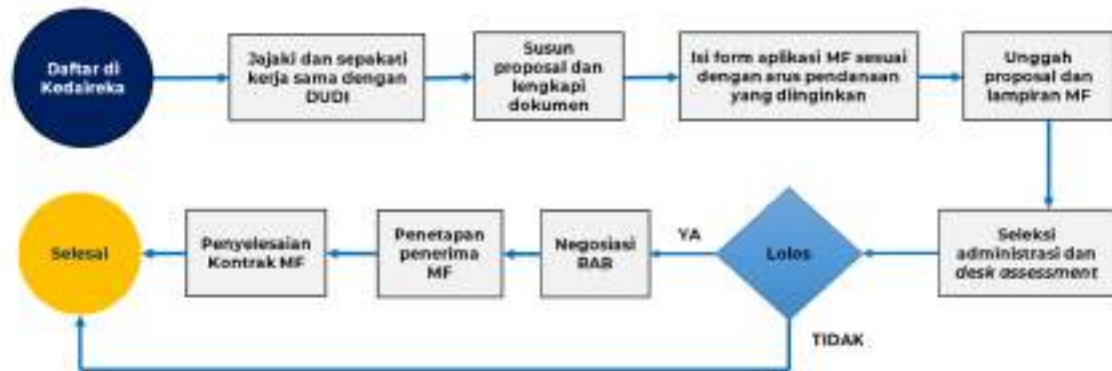 Daftar di
Kedaireka
Jajaki dan sepakati
kerja sama dengan
DUDI
Susun
proposal dan
lengkapi
dokumen
Isi form aplikasi MF sesuai
dengan arus pendanaan
yang diinginkan
Unggah
proposal dan
lampiran MF
Seleksi
administrasi dan
desk assessment
Lolos
YA
Negosiasi
BAB
Penetapan
penerima
MF
Penyelesaian
Kontrak MF
Selesai
TIDAK